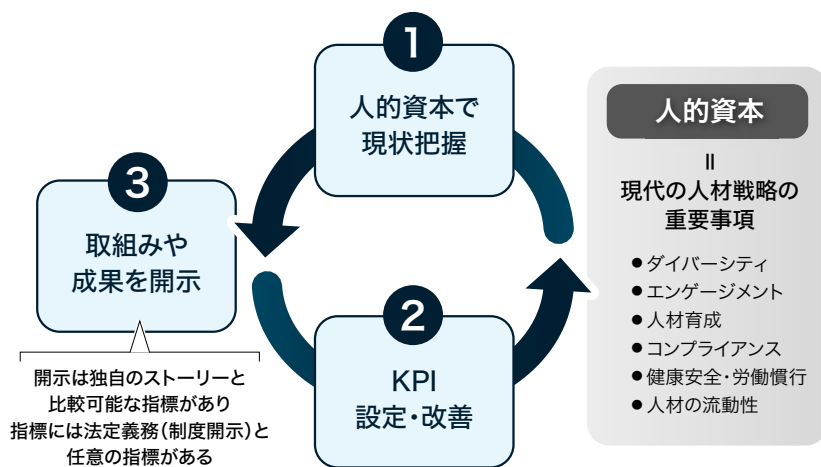 1
人的資本で
現状把握
3
取組みや
成果を開示
開示は独自のストーリーと
比較可能な指標があり
指標には法定義務(制度開示)と
任意の指標がある
2
KPI
設定・改善
人的資本
=
現代の人材戦略の
重要事項
●ダイバーシティ
●エンゲージメント
●人材育成
●コンプライアンス
●健康安全・労働慣行
●人材の流動性